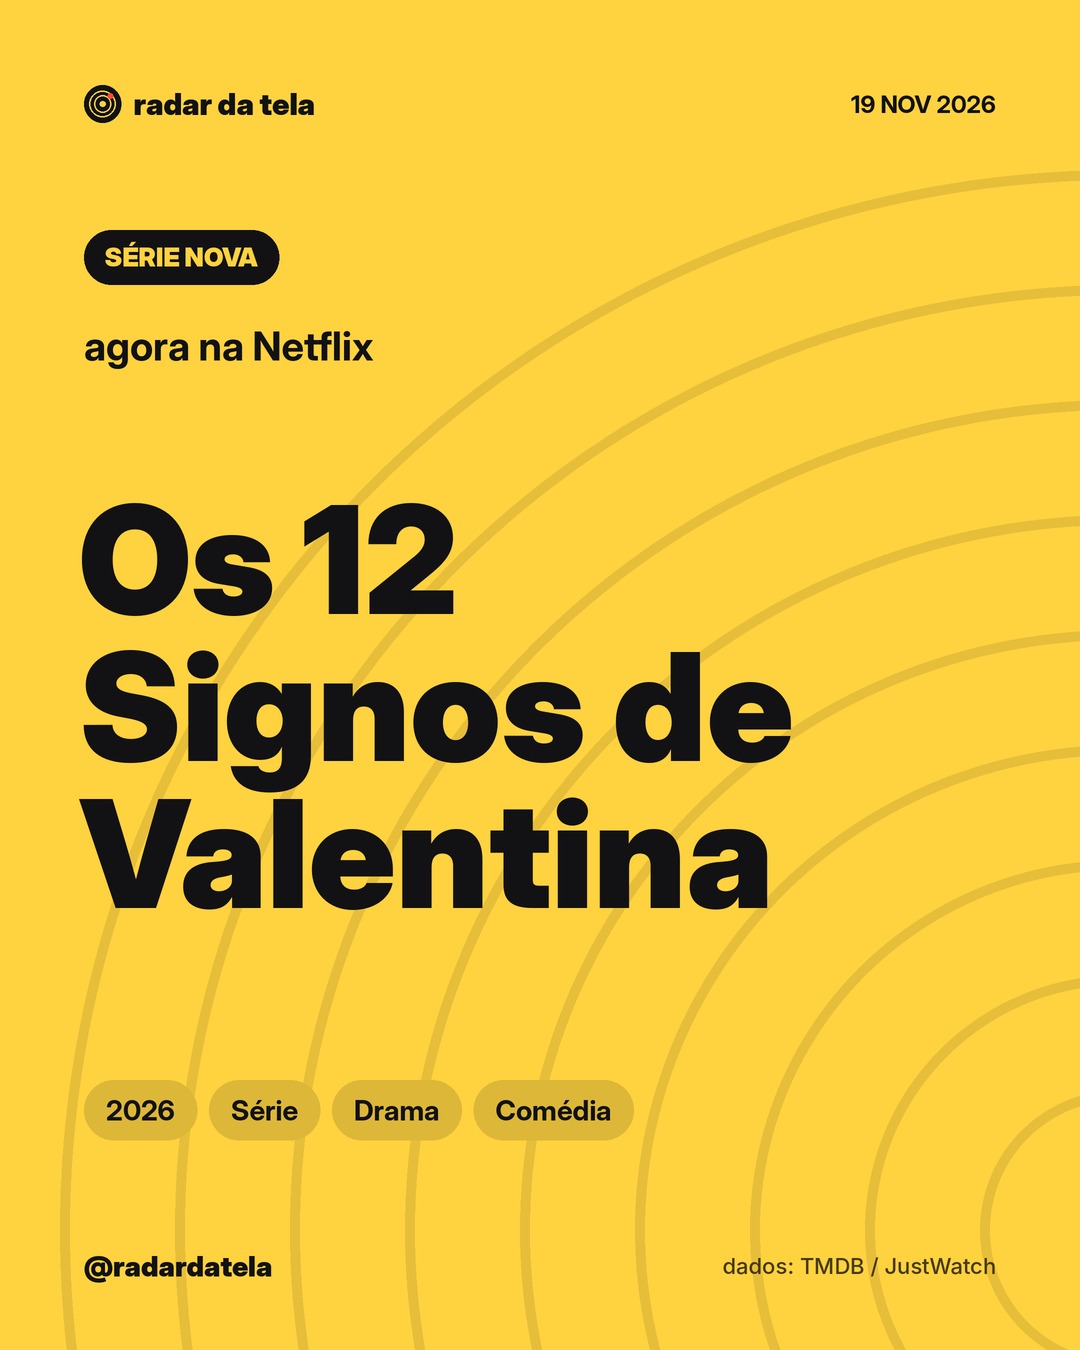 radar da tela
19 NOV 2026
SÉRIE NOVA
agora na Netflix
Os 12
Signos de
Valentina
2026
Série
Drama
Comédia
@radardatela
dados: TMDB / JustWatch